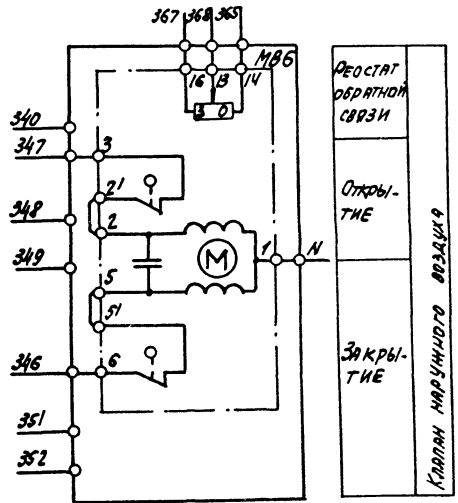 367 368 365
МВ6
16 13 14
З О
340
347 3
2'
348 2
349
1 N
М
5
5'
346 6
351
352
РЕОСТАТ
ОБРАТНОЙ
СВЯЗИ
ОТКРЫ-
ТИЕ
ЗАКРЫ-
ТИЕ
КЛАПАН НАРУЖНОГО ВОЗДУХА